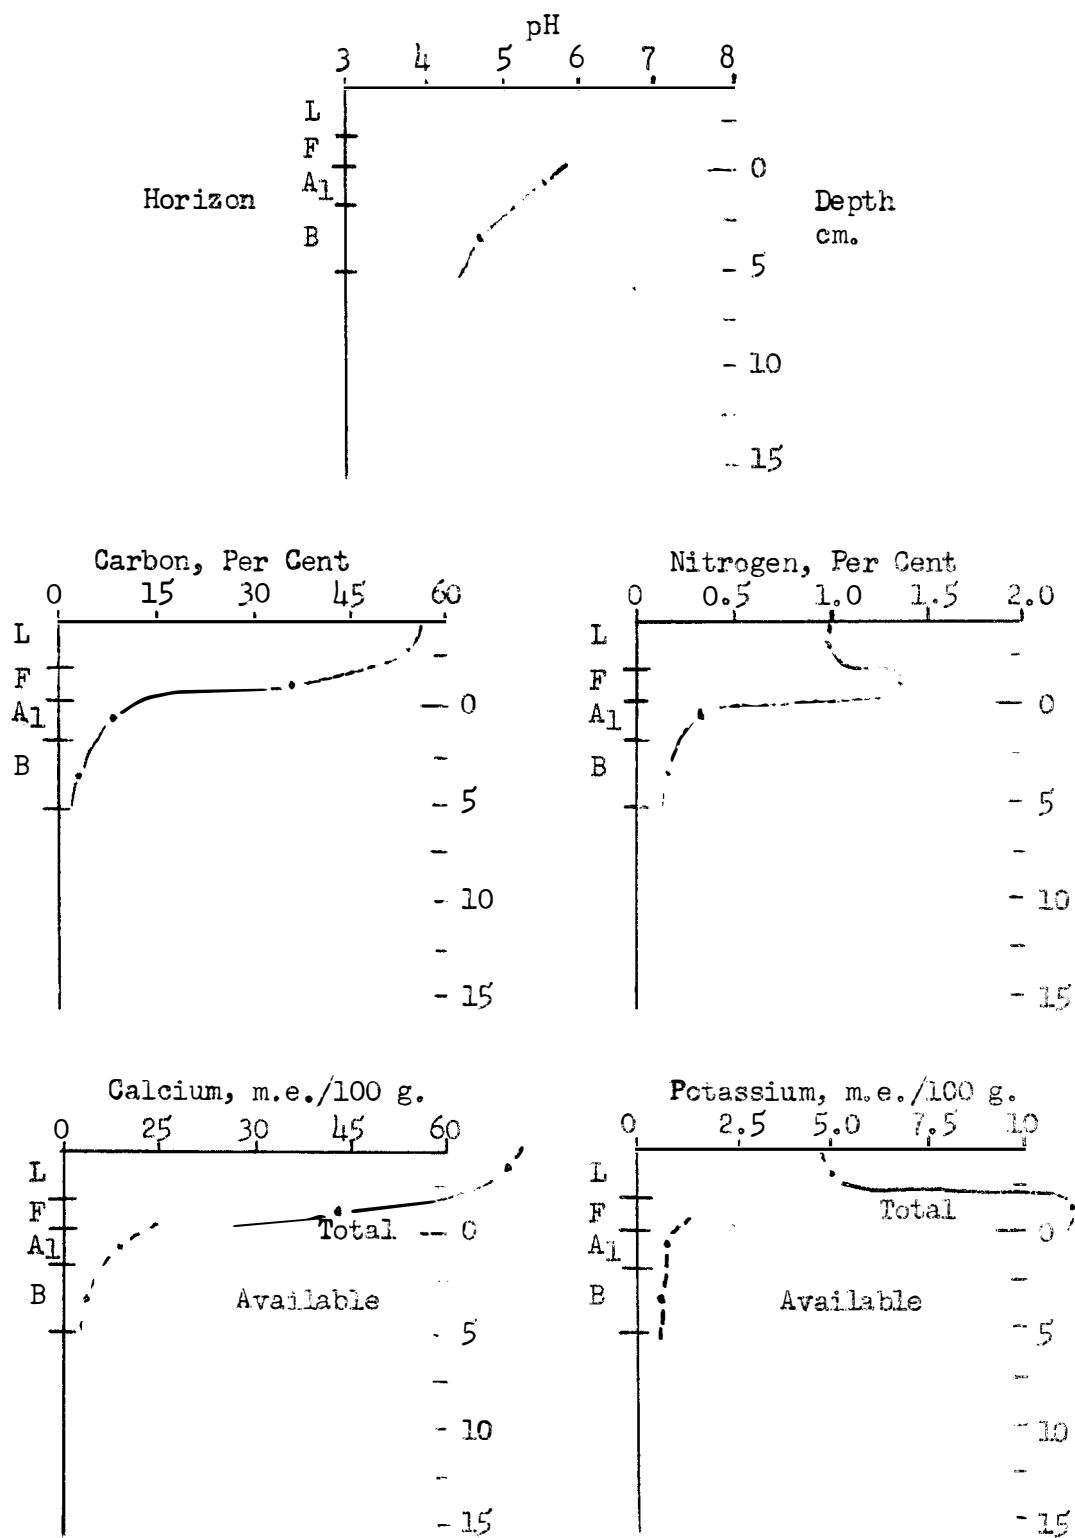 pH
3 4 5 6 7 8
L
F
A1
B
Horizon
Depth
cm.
0
5
10
15
Carbon, Per Cent
0 15 30 45 60
L
F
A1
B
0
5
10
15
Nitrogen, Per Cent
0 0.5 1.0 1.5 2.0
L
F
A1
B
0
5
10
15
Calcium, m.e./100 g.
0 25 30 45 60
L
F
A1
B
Total
Available
0
5
10
15
Potassium, m.e./100 g.
0 2.5 5.0 7.5 10
L
F
A1
B
Total
Available
0
5
10
15